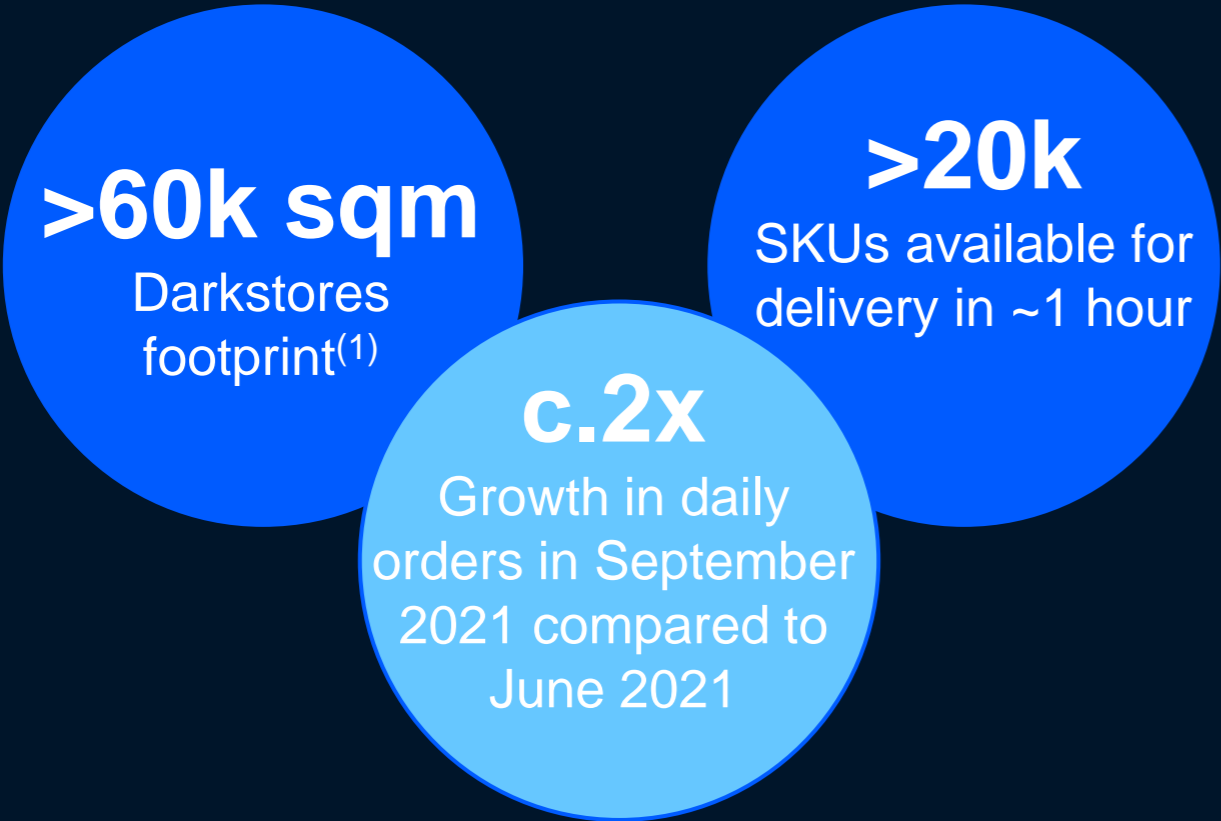 >60k sqm
Darkstores
footprint(1)
>20k
SKUs available for
delivery in ~1 hour
c.2x
Growth in daily
orders in September
2021 compared to
June 2021